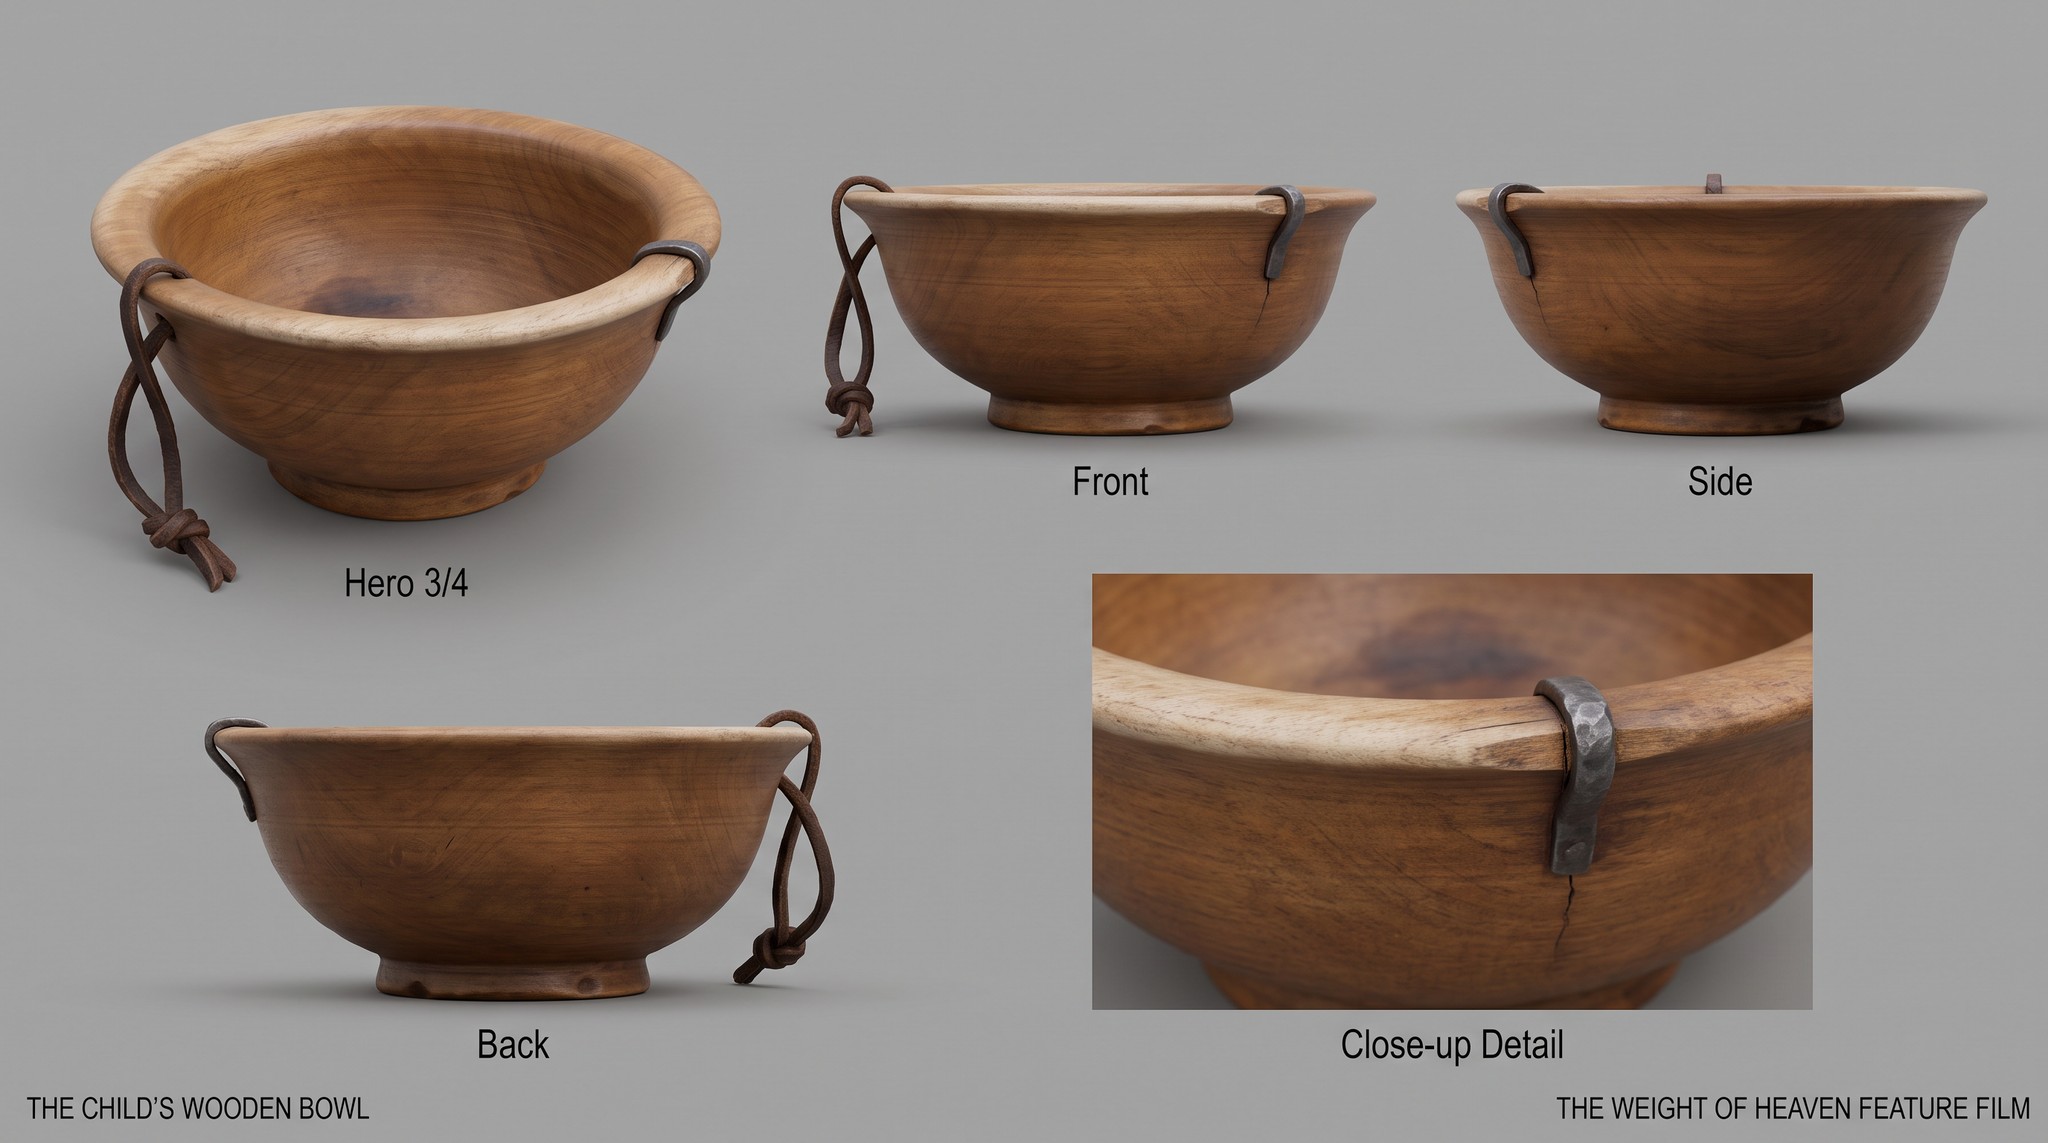 Hero 3/4
Front
Side
Back
Close-up Detail
THE CHILD'S WOODEN BOWL
THE WEIGHT OF HEAVEN FEATURE FILM